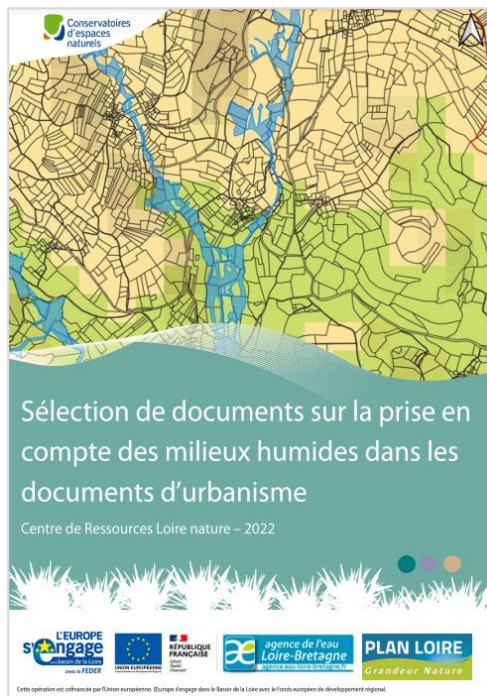 Conservatoires
d'espaces
naturels
Sélection de documents sur la prise en
compte des milieux humides dans les
documents d'urbanisme
Centre de Ressources Loire nature – 2022
L'EUROPE
s'engage
bassin de la Loire
avec le FEDER
UNION EUROPÉENNE
RÉPUBLIQUE
FRANÇAISE
Liberté
Égalité
Fraternité
agence de l'eau
Loire-Bretagne
agence.eau-loire-bretagne.fr
PLAN LOIRE
Grandeur Nature
Cette opération est cofinancée par l'Union européenne. L'Europe s'engage dans le Bassin de la Loire avec le Fonds européen de développement régional.